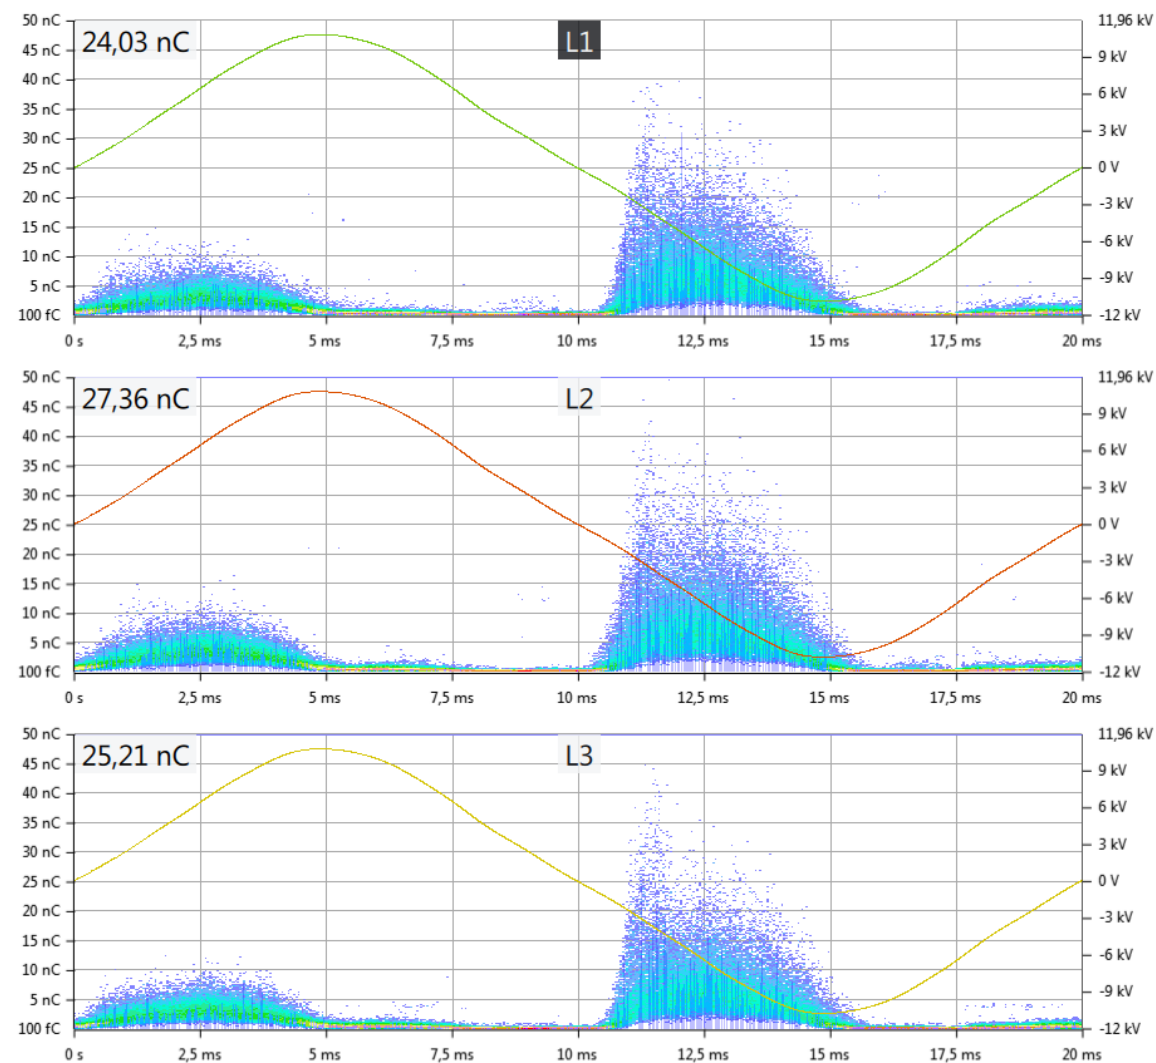 50 nC 24,03 nC L1 11,96 kV
45 nC 9 kV
40 nC 6 kV
35 nC
30 nC 3 kV
25 nC 0 V
20 nC -3 kV
15 nC
10 nC -6 kV
5 nC -9 kV
100 fC -12 kV
0 s 2,5 ms 5 ms 7,5 ms 10 ms 12,5 ms 15 ms 17,5 ms 20 ms
50 nC 27,36 nC L2 11,96 kV
45 nC 9 kV
40 nC 6 kV
35 nC
30 nC 3 kV
25 nC 0 V
20 nC -3 kV
15 nC
10 nC -6 kV
5 nC -9 kV
100 fC -12 kV
0 s 2,5 ms 5 ms 7,5 ms 10 ms 12,5 ms 15 ms 17,5 ms 20 ms
50 nC 25,21 nC L3 11,96 kV
45 nC 9 kV
40 nC 6 kV
35 nC
30 nC 3 kV
25 nC 0 V
20 nC -3 kV
15 nC
10 nC -6 kV
5 nC -9 kV
100 fC -12 kV
0 s 2,5 ms 5 ms 7,5 ms 10 ms 12,5 ms 15 ms 17,5 ms 20 ms